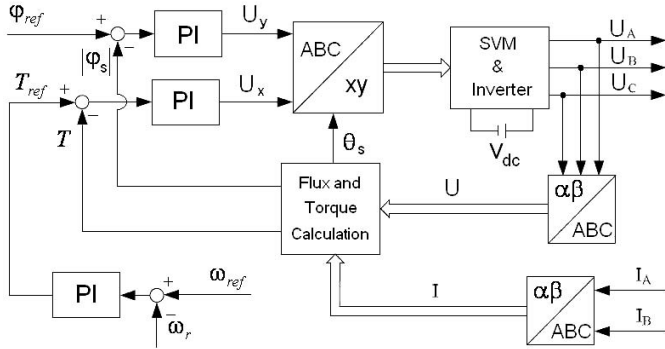 φref
+
−
PI
Uy
ABC
xy
SVM
&
Inverter
UA
UB
UC
|φs|
Tref
+
−
PI
Ux
T
θs
Vdc
Flux and
Torque
Calculation
U
αβ
ABC
PI
+
−
ωref
ωr
I
αβ
ABC
IA
IB